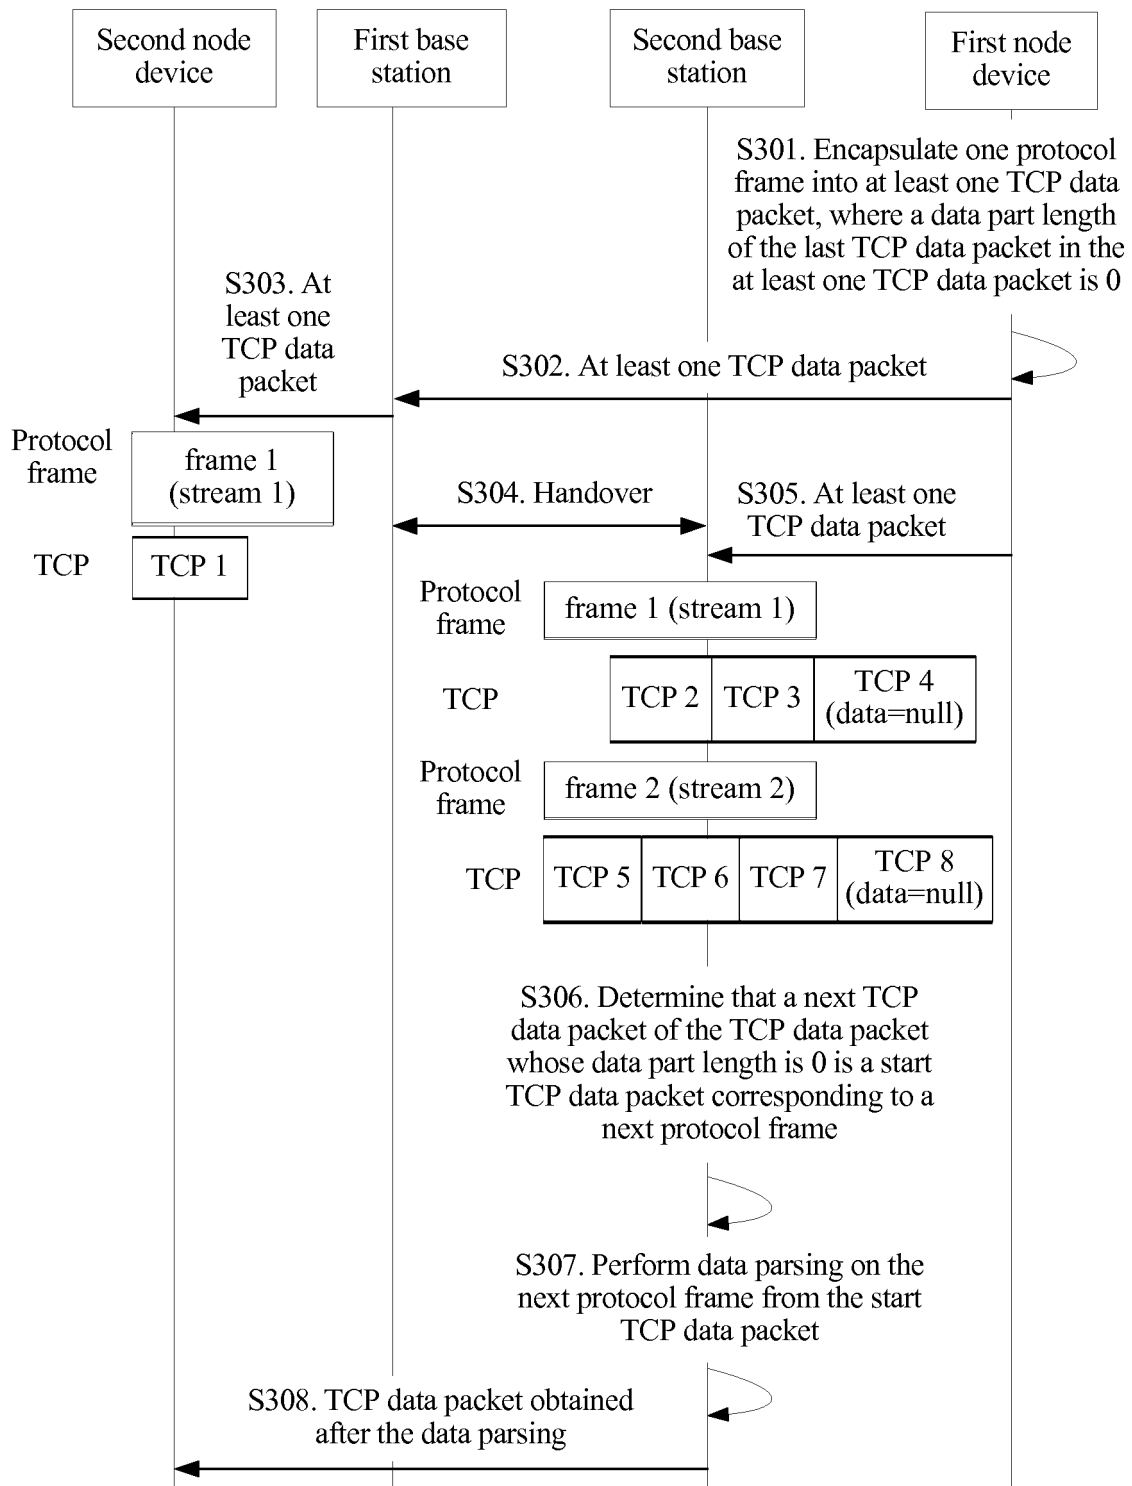 Second node
device
First base
station
Second base
station
First node
device
S301. Encapsulate one protocol
frame into at least one TCP data
packet, where a data part length
of the last TCP data packet in the
at least one TCP data packet is 0
S303. At
least one
TCP data
packet
S302. At least one TCP data packet
Protocol
frame
frame 1
(stream 1)
S304. Handover
S305. At least one
TCP data packet
TCP
TCP 1
Protocol
frame
frame 1 (stream 1)
TCP
TCP 2
TCP 3
TCP 4
(data=null)
Protocol
frame
frame 2 (stream 2)
TCP
TCP 5
TCP 6
TCP 7
TCP 8
(data=null)
S306. Determine that a next TCP
data packet of the TCP data packet
whose data part length is 0 is a start
TCP data packet corresponding to a
next protocol frame
S307. Perform data parsing on the
next protocol frame from the start
TCP data packet
S308. TCP data packet obtained
after the data parsing